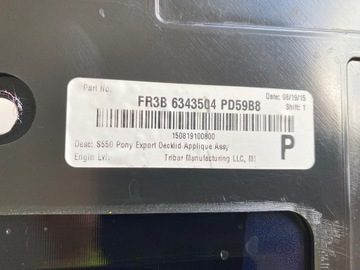 Part No.
Date: 08/19/15
FR3B 6343504 PD59B8
Shift: 1
150819100800
Desc: S550 Pony Export Decklid Applique Assy
Engin Lvl:
Tribar Manufacturing LLC, MI
P